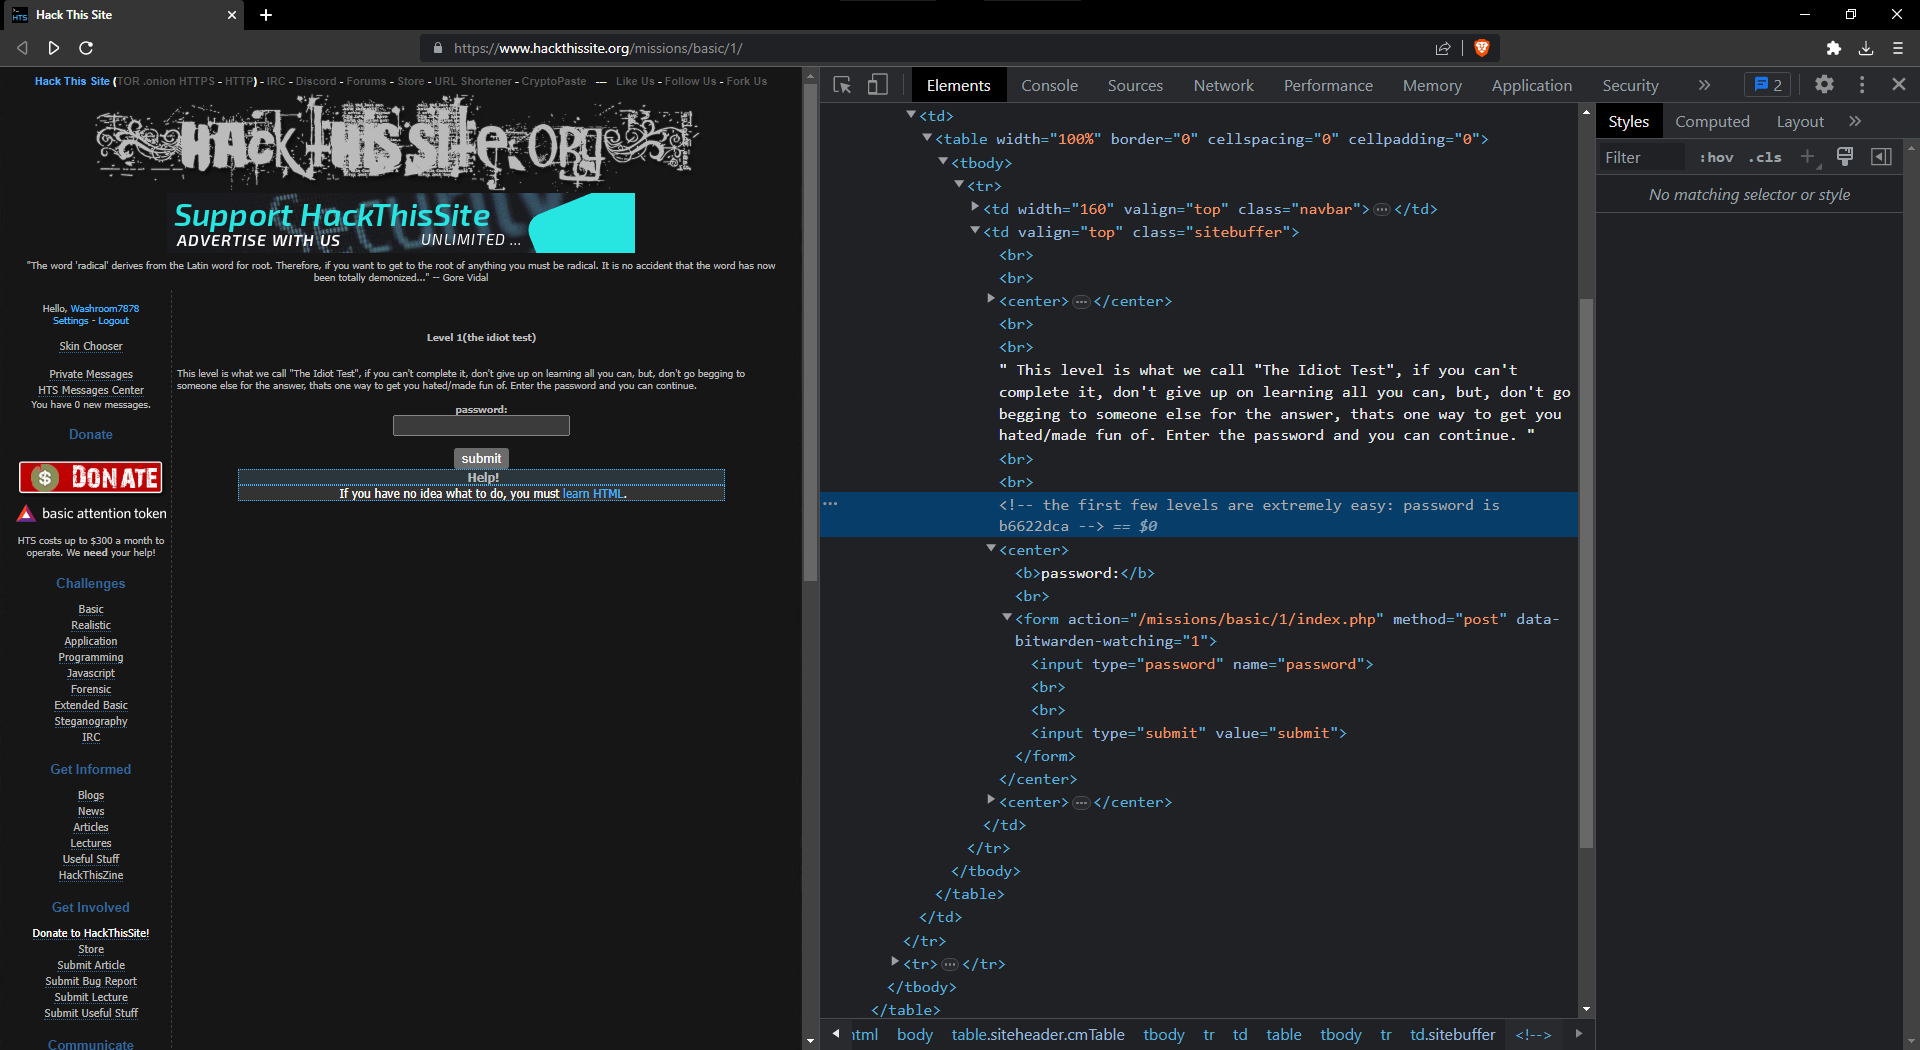 Hack This Site
https://www.hackthissite.org/missions/basic/1/
Hack This Site (TOR .onion HTTPS - HTTP) - IRC - Discord - Forums - Store - URL Shortener - CryptoPaste --- Like Us - Follow Us - Fork Us
HAck tHIS SitE.ORG
Support HackThisSite
ADVERTISE WITH US UNLIMITED ...
"The word 'radical' derives from the Latin word for root. Therefore, if you want to get to the root of anything you must be radical. It is no accident that the word has now
been totally demonized..." -- Gore Vidal
Hello, Washroom7878
Settings - Logout
Skin Chooser
Private Messages
HTS Messages Center
You have 0 new messages.
Donate
$ DONATE
basic attention token
HTS costs up to $300 a month to
operate. We need your help!
Challenges
Basic
Realistic
Application
Programming
Javascript
Forensic
Extended Basic
Steganography
IRC
Get Informed
Blogs
News
Articles
Lectures
Useful Stuff
HackThisZine
Get Involved
Donate to HackThisSite!
Store
Submit Article
Submit Bug Report
Submit Lecture
Submit Useful Stuff
Communicate
Level 1(the idiot test)
This level is what we call "The Idiot Test", if you can't complete it, don't give up on learning all you can, but, don't go begging to
someone else for the answer, thats one way to get you hated/made fun of. Enter the password and you can continue.
password:
submit
Help!
If you have no idea what to do, you must learn HTML.
Elements Console Sources Network Performance Memory Application Security » 2
<td>
<table width="100%" border="0" cellspacing="0" cellpadding="0">
<tbody>
<tr>
<td width="160" valign="top" class="navbar">…</td>
<td valign="top" class="sitebuffer">
<br>
<br>
<center>…</center>
<br>
<br>
" This level is what we call "The Idiot Test", if you can't
complete it, don't give up on learning all you can, but, don't go
begging to someone else for the answer, thats one way to get you
hated/made fun of. Enter the password and you can continue. "
<br>
<br>
<!-- the first few levels are extremely easy: password is
b6622dca --> == $0
<center>
<b>password:</b>
<br>
<form action="/missions/basic/1/index.php" method="post" data-
bitwarden-watching="1">
<input type="password" name="password">
<br>
<br>
<input type="submit" value="submit">
</form>
</center>
<center>…</center>
</td>
</tr>
</tbody>
</table>
</td>
</tr>
<tr>…</tr>
</tbody>
</table>
html body table.siteheader.cmTable tbody tr td table tbody tr td.sitebuffer <!-->
Styles Computed Layout »
Filter :hov .cls +
No matching selector or style